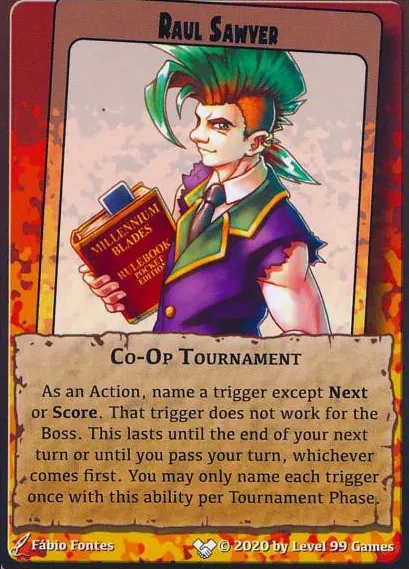 Raul Sawyer
MILLENNIUM
BLADES
RULEBOOK
POCKET
EDITION
Co-Op Tournament
As an Action, name a trigger except Next
or Score. That trigger does not work for the
Boss. This lasts until the end of your next
turn or until you pass your turn, whichever
comes first. You may only name each trigger
once with this ability per Tournament Phase.
Fábio Fontes
© 2020 by Level 99 Games